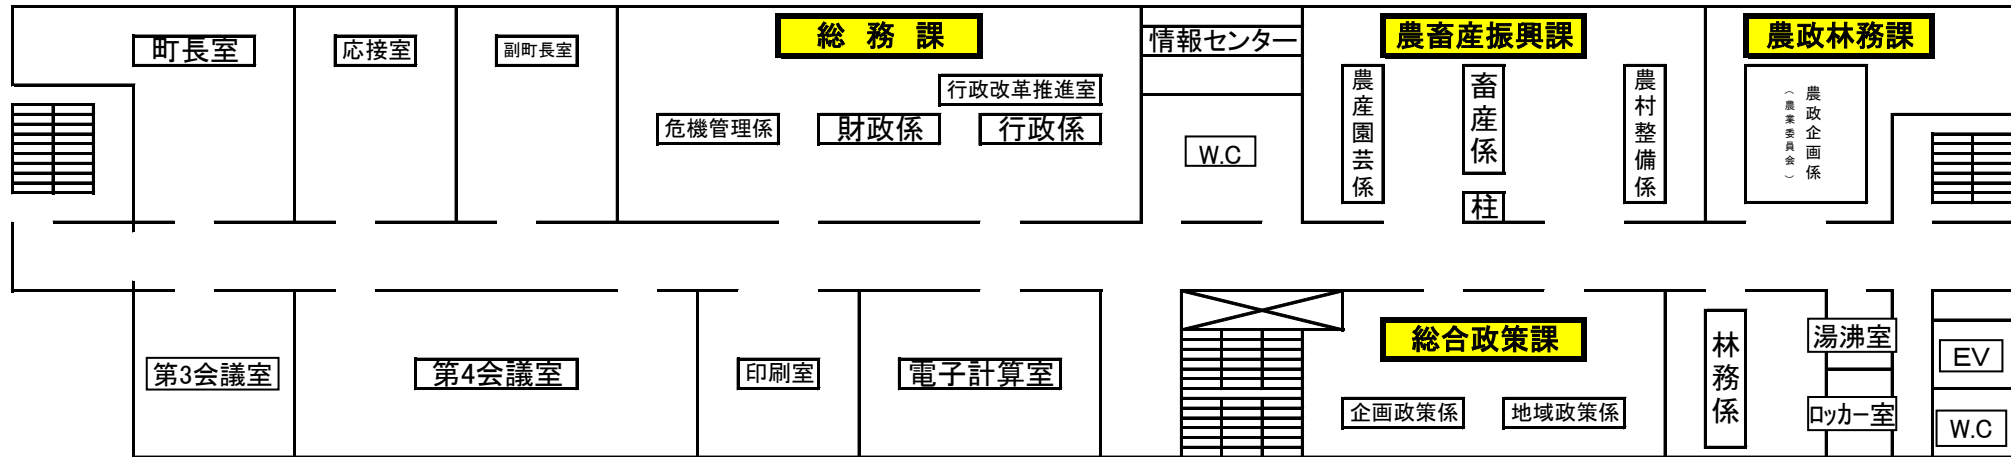 町長室
応接室
副町長室
総 務 課
行政改革推進室
危機管理係
財政係
行政係
情報センター
W.C
農畜産振興課
農産園芸係
畜産係
柱
農村整備係
農政林務課
農政企画係
（農業委員会）
第3会議室
第4会議室
印刷室
電子計算室
総合政策課
企画政策係
地域政策係
林務係
湯沸室
ロッカー室
EV
W.C